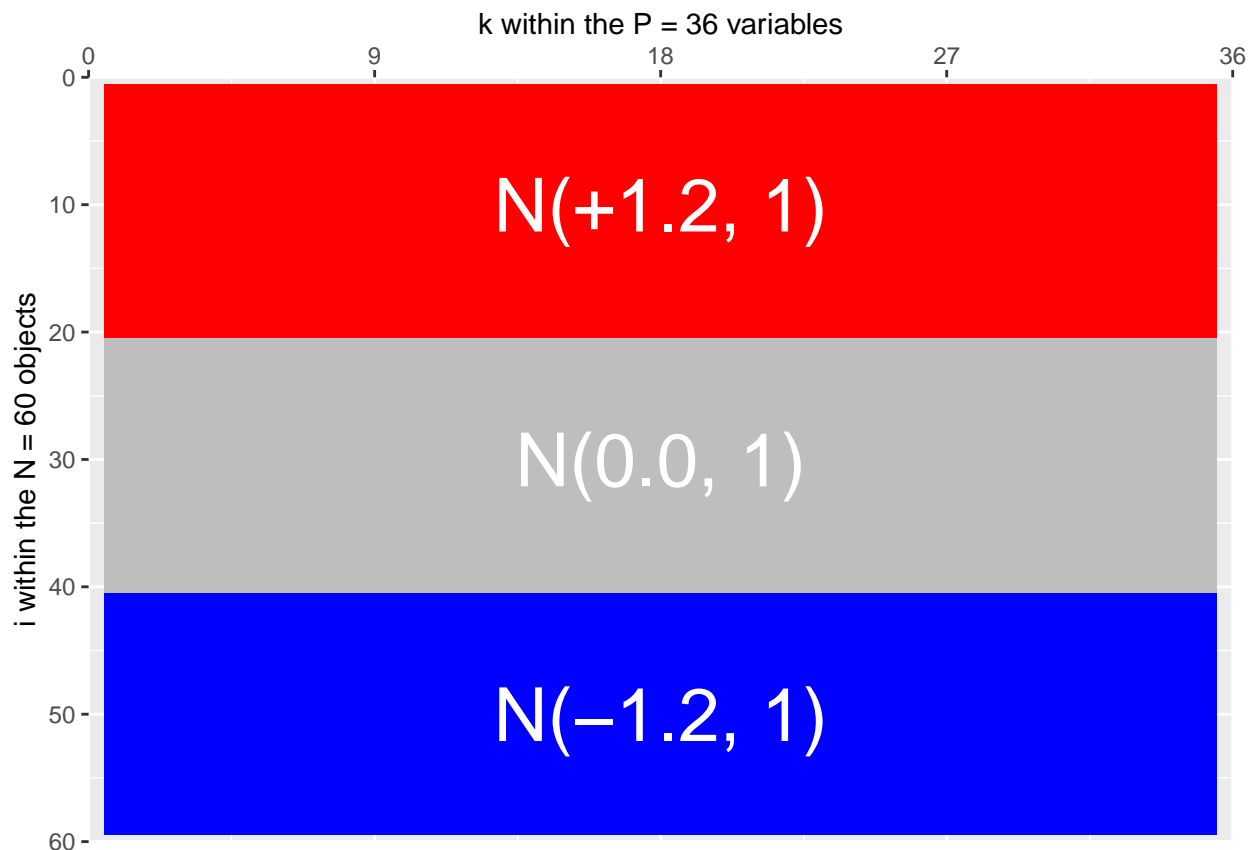 k within the P = 36 variables
0 9 18 27 36
0
10
20
30
40
50
60
i within the N = 60 objects
N(+1.2, 1)
N(0.0, 1)
N(−1.2, 1)